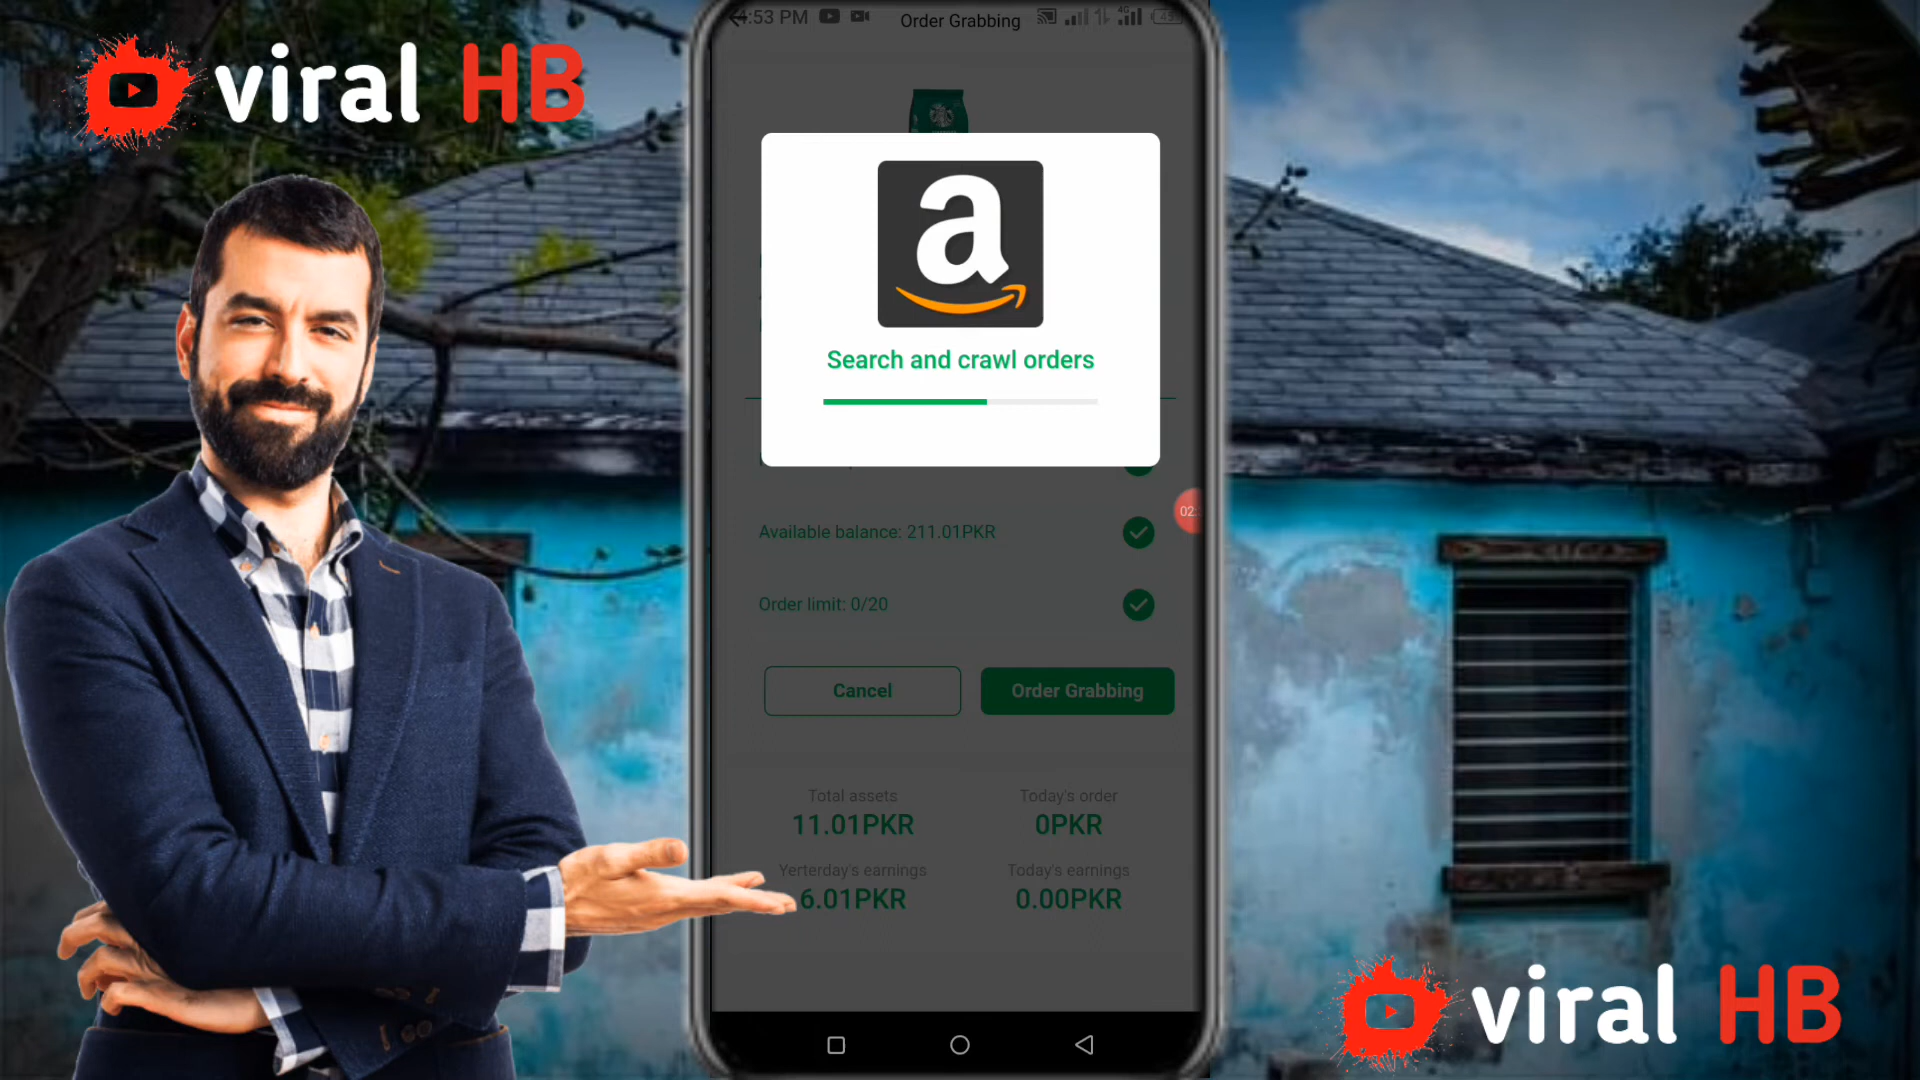 viral HB
4:53 PM
Order Grabbing
4G
Search and crawl orders
Available balance: 211.01PKR
Order limit: 0/20
Cancel
Order Grabbing
Total assets
11.01PKR
Today's order
0PKR
Yerterday's earnings
6.01PKR
Today's earnings
0.00PKR
viral HB